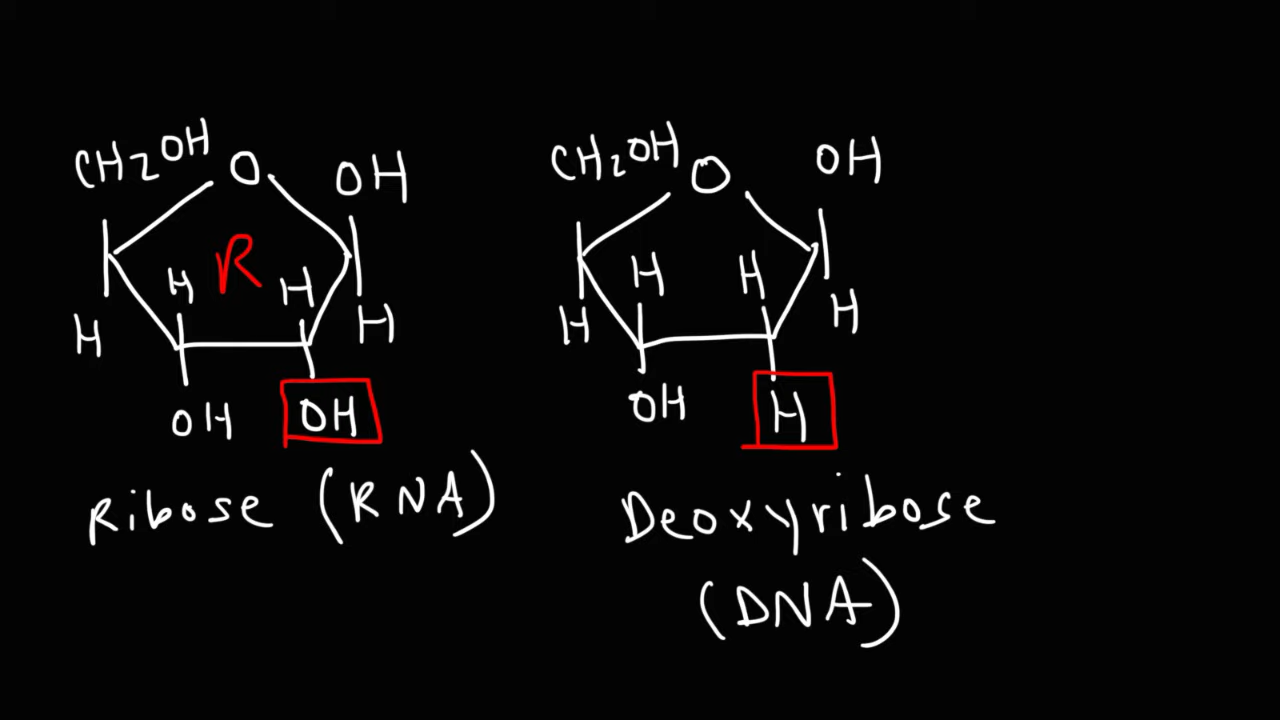 CH2OH O OH CH2OH O OH
R
H H H H
H H H H
OH OH OH H
Ribose (RNA) Deoxyribose
(DNA)